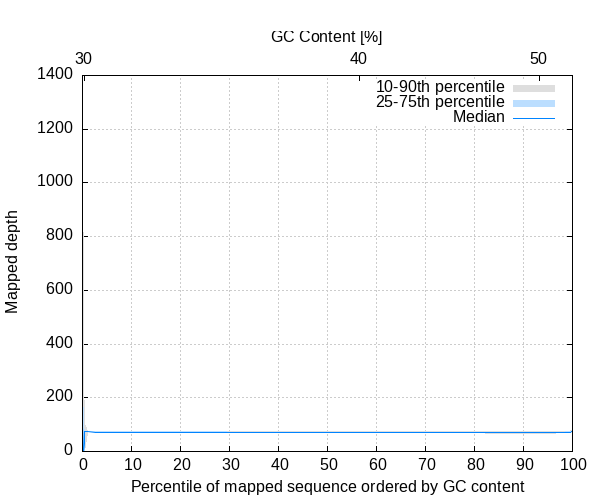 GC Content [%]
30 40 50
1400
1200
1000
800
600
400
200
0
Mapped depth
10-90th percentile
25-75th percentile
Median
0 10 20 30 40 50 60 70 80 90 100
Percentile of mapped sequence ordered by GC content